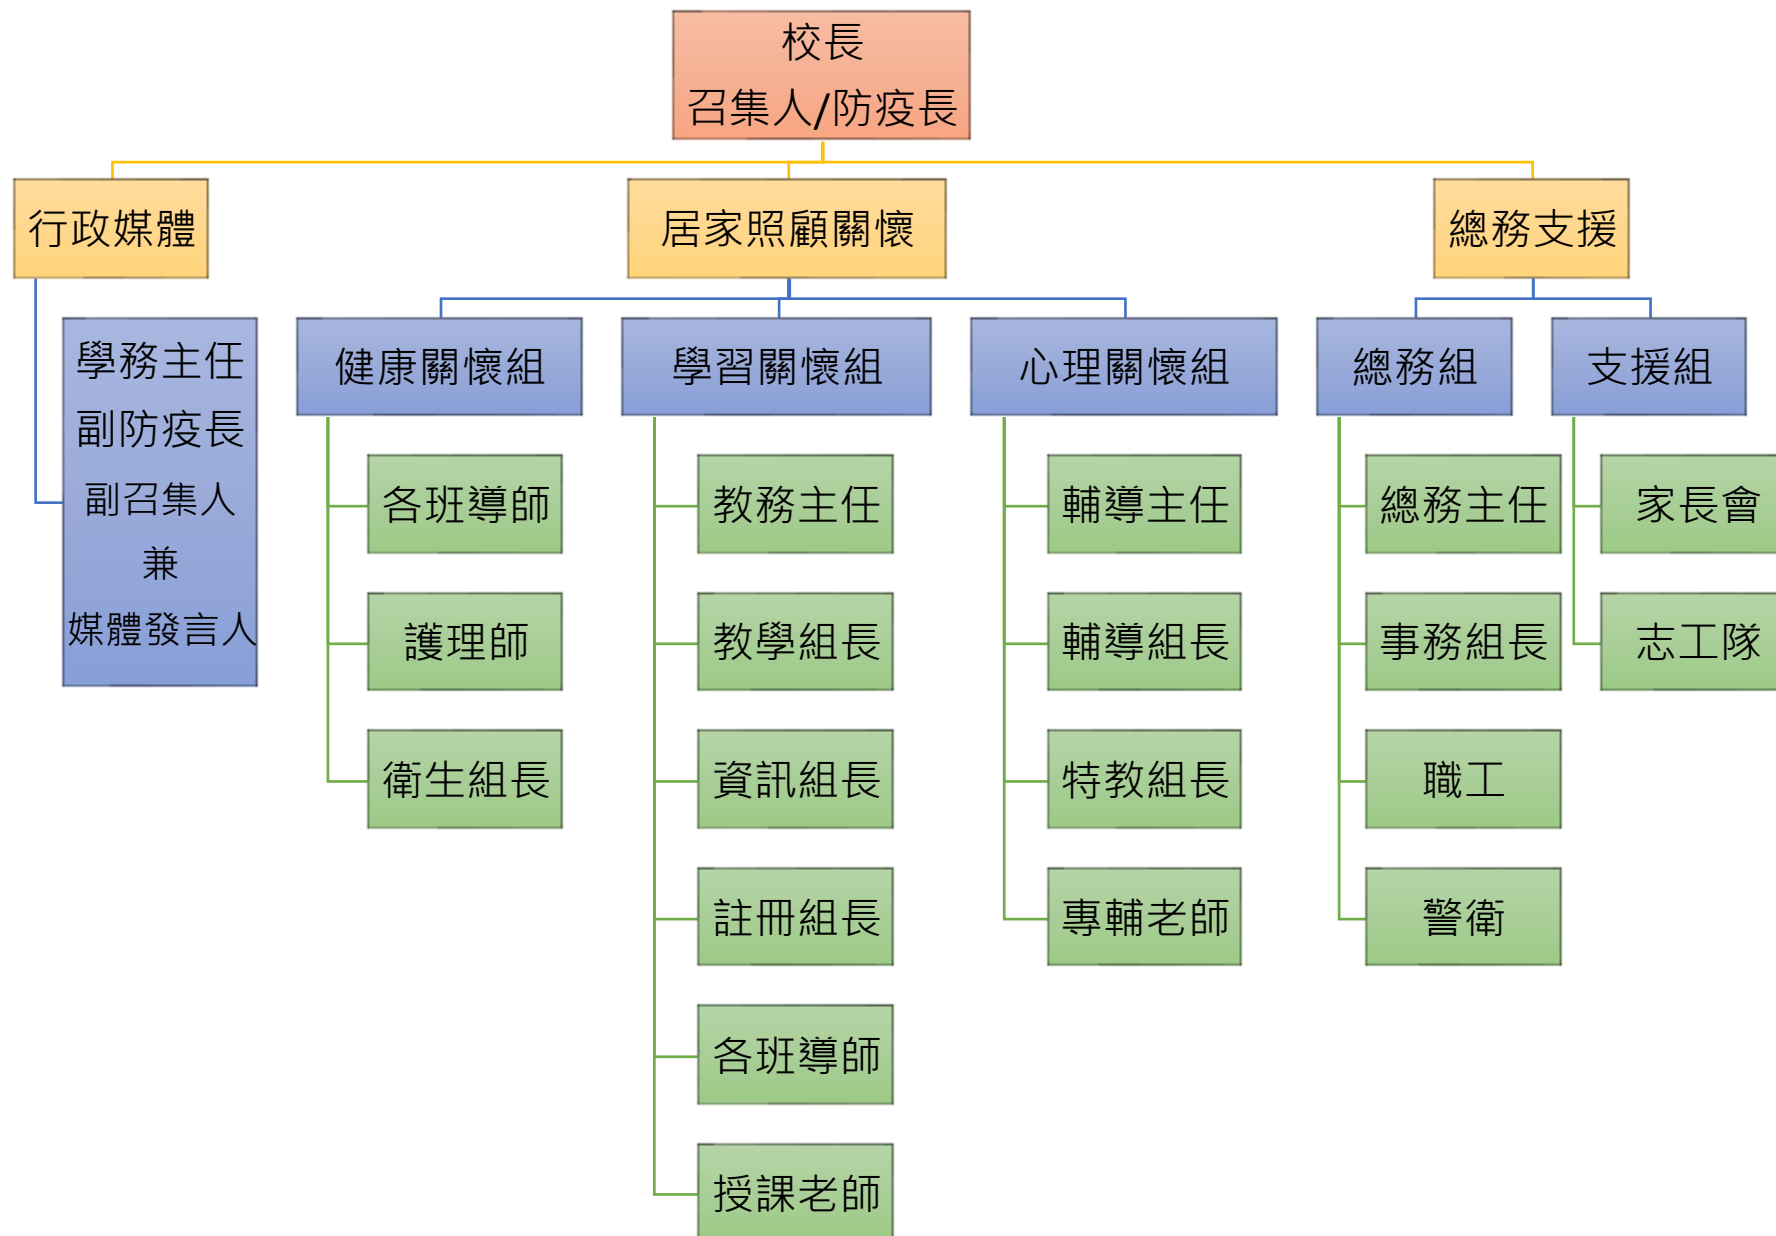 校長
召集人/防疫長
行政媒體
居家照顧關懷
總務支援
學務主任
副防疫長
副召集人
兼
媒體發言人
健康關懷組
學習關懷組
心理關懷組
總務組
支援組
各班導師
護理師
衛生組長
教務主任
教學組長
資訊組長
註冊組長
各班導師
授課老師
輔導主任
輔導組長
特教組長
專輔老師
總務主任
事務組長
職工
警衛
家長會
志工隊